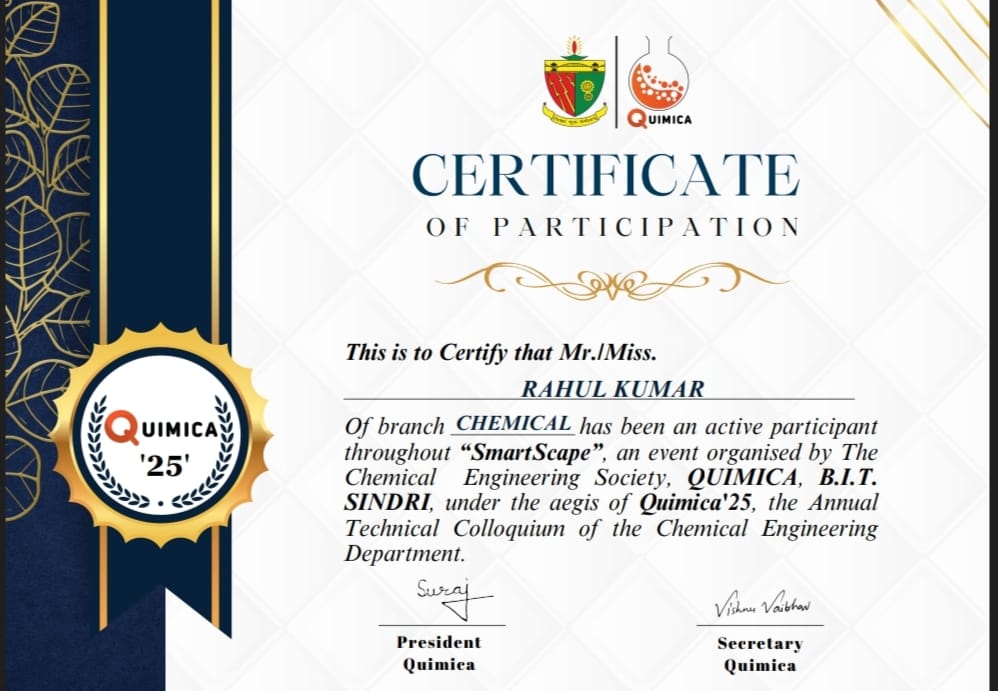 QUIMICA
CERTIFICATE
OF PARTICIPATION
This is to Certify that Mr./Miss.
RAHUL KUMAR
Of branch CHEMICAL has been an active participant
throughout “SmartScape”, an event organised by The
Chemical Engineering Society, QUIMICA, B.I.T.
SINDRI, under the aegis of Quimica'25, the Annual
Technical Colloquium of the Chemical Engineering
Department.
QUIMICA
'25'
Suraj
President
Quimica
Vishnu Vaibhav
Secretary
Quimica